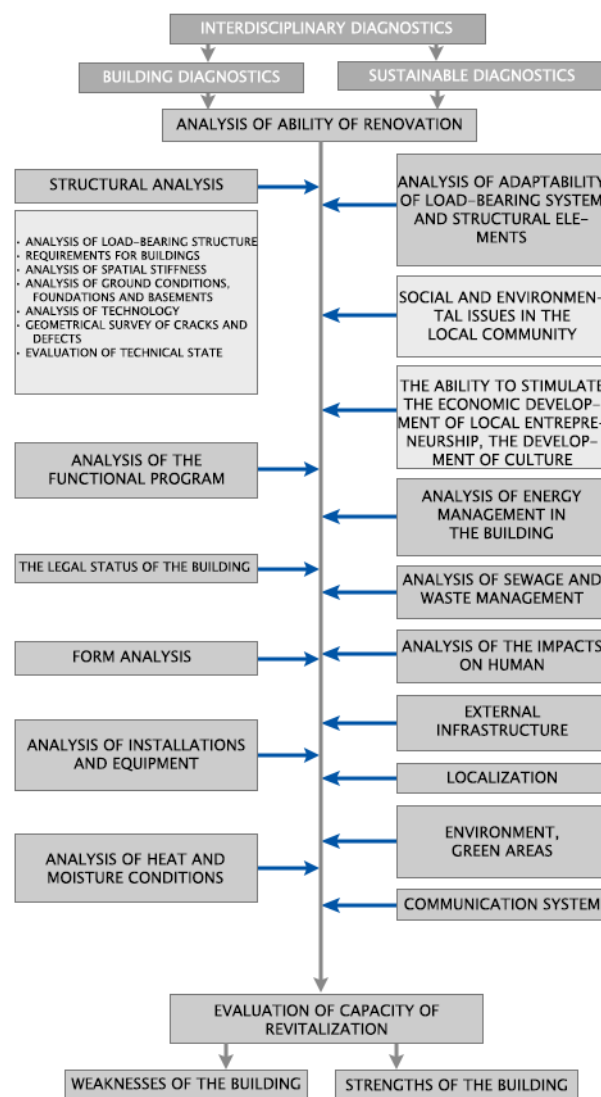 INTERDISCIPLINARY DIAGNOSTICS
BUILDING DIAGNOSTICS
SUSTAINABLE DIAGNOSTICS
ANALYSIS OF ABILITY OF RENOVATION
STRUCTURAL ANALYSIS
· ANALYSIS OF LOAD-BEARING STRUCTURE
· REQUIREMENTS FOR BUILDINGS
· ANALYSIS OF SPATIAL STIFFNESS
· ANALYSIS OF GROUND CONDITIONS,
FOUNDATIONS AND BASEMENTS
· ANALYSIS OF TECHNOLOGY
· GEOMETRICAL SURVEY OF CRACKS AND
DEFECTS
· EVALUATION OF TECHNICAL STATE
ANALYSIS OF THE
FUNCTIONAL PROGRAM
THE LEGAL STATUS OF THE BUILDING
FORM ANALYSIS
ANALYSIS OF INSTALLATIONS
AND EQUIPMENT
ANALYSIS OF HEAT AND
MOISTURE CONDITIONS
ANALYSIS OF ADAPTABILITY
OF LOAD-BEARING SYSTEM
AND STRUCTURAL ELE-
MENTS
SOCIAL AND ENVIRONMEN-
TAL ISSUES IN THE
LOCAL COMMUNITY
THE ABILITY TO STIMULATE
THE ECONOMIC DEVELOP-
MENT OF LOCAL ENTREPRE-
NEURSHIP, THE DEVELOP-
MENT OF CULTURE
ANALYSIS OF ENERGY
MANAGEMENT IN
THE BUILDING
ANALYSIS OF SEWAGE AND
WASTE MANAGEMENT
ANALYSIS OF THE IMPACTS
ON HUMAN
EXTERNAL
INFRASTRUCTURE
LOCALIZATION
ENVIRONMENT,
GREEN AREAS
COMMUNICATION SYSTEM
EVALUATION OF CAPACITY OF
REVITALIZATION
WEAKNESSES OF THE BUILDING
STRENGTHS OF THE BUILDING